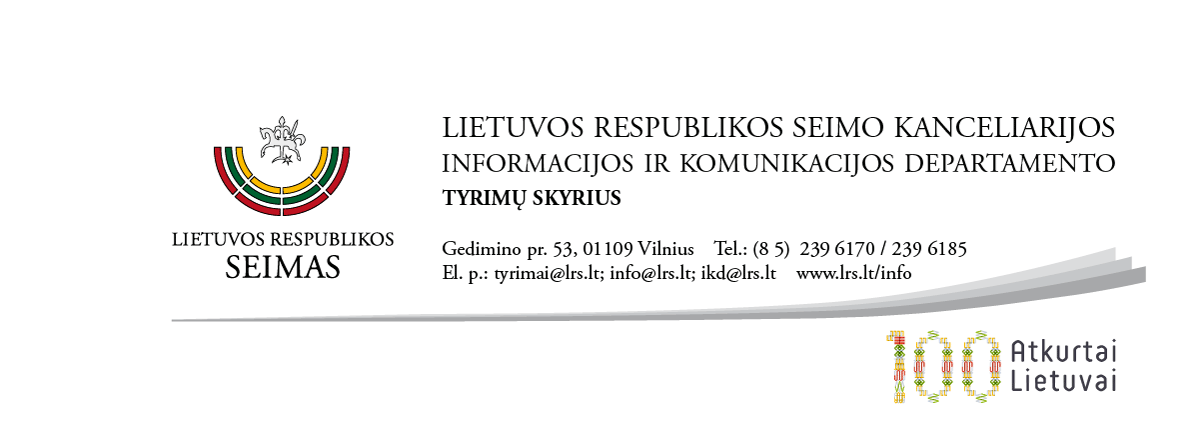 LIETUVOS RESPUBLIKOS
SEIMAS
LIETUVOS RESPUBLIKOS SEIMO KANCELIARIJOS
INFORMACIJOS IR KOMUNIKACIJOS DEPARTAMENTO
TYRIMŲ SKYRIUS
Gedimino pr. 53, 01109 Vilnius Tel.: (8 5) 239 6170 / 239 6185
El. p.: tyrimai@lrs.lt; info@lrs.lt; ikd@lrs.lt www.lrs.lt/info
100 Atkurtai
Lietuvai